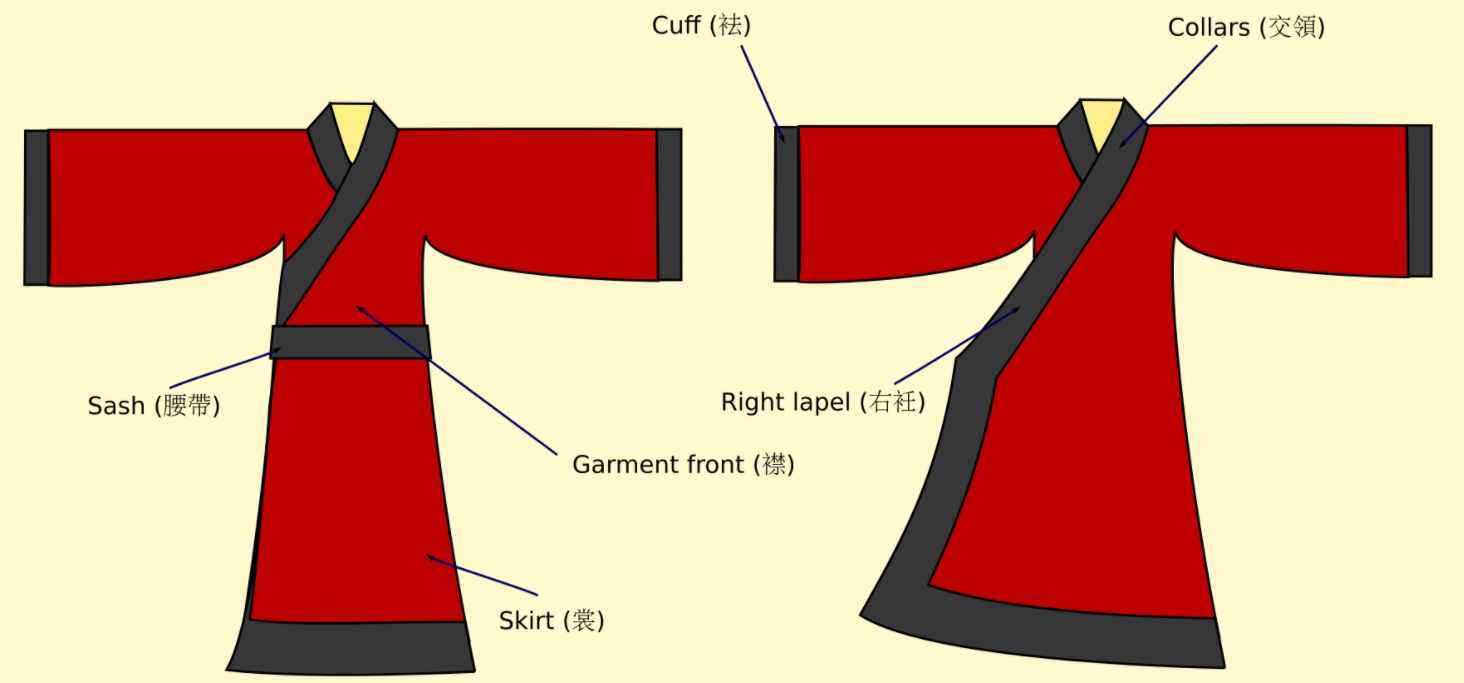 Cuff (袪)
Collars (交領)
Sash (腰帶)
Right lapel (右衽)
Garment front (襟)
Skirt (裳)